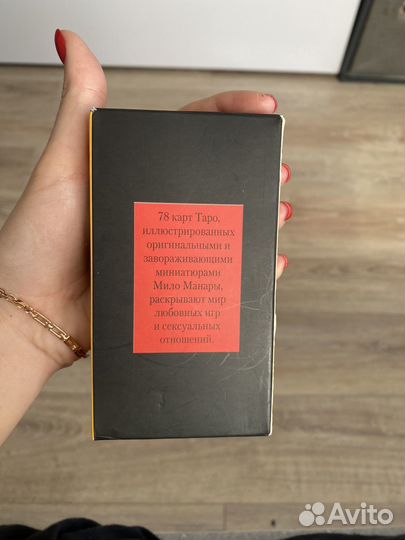 78 карт Таро,
иллюстрированных
оригинальными и
завораживающими
миниатюрами
Мило Манары,
раскрывают мир
любовных игр
и сексуальных
отношений.
Avito